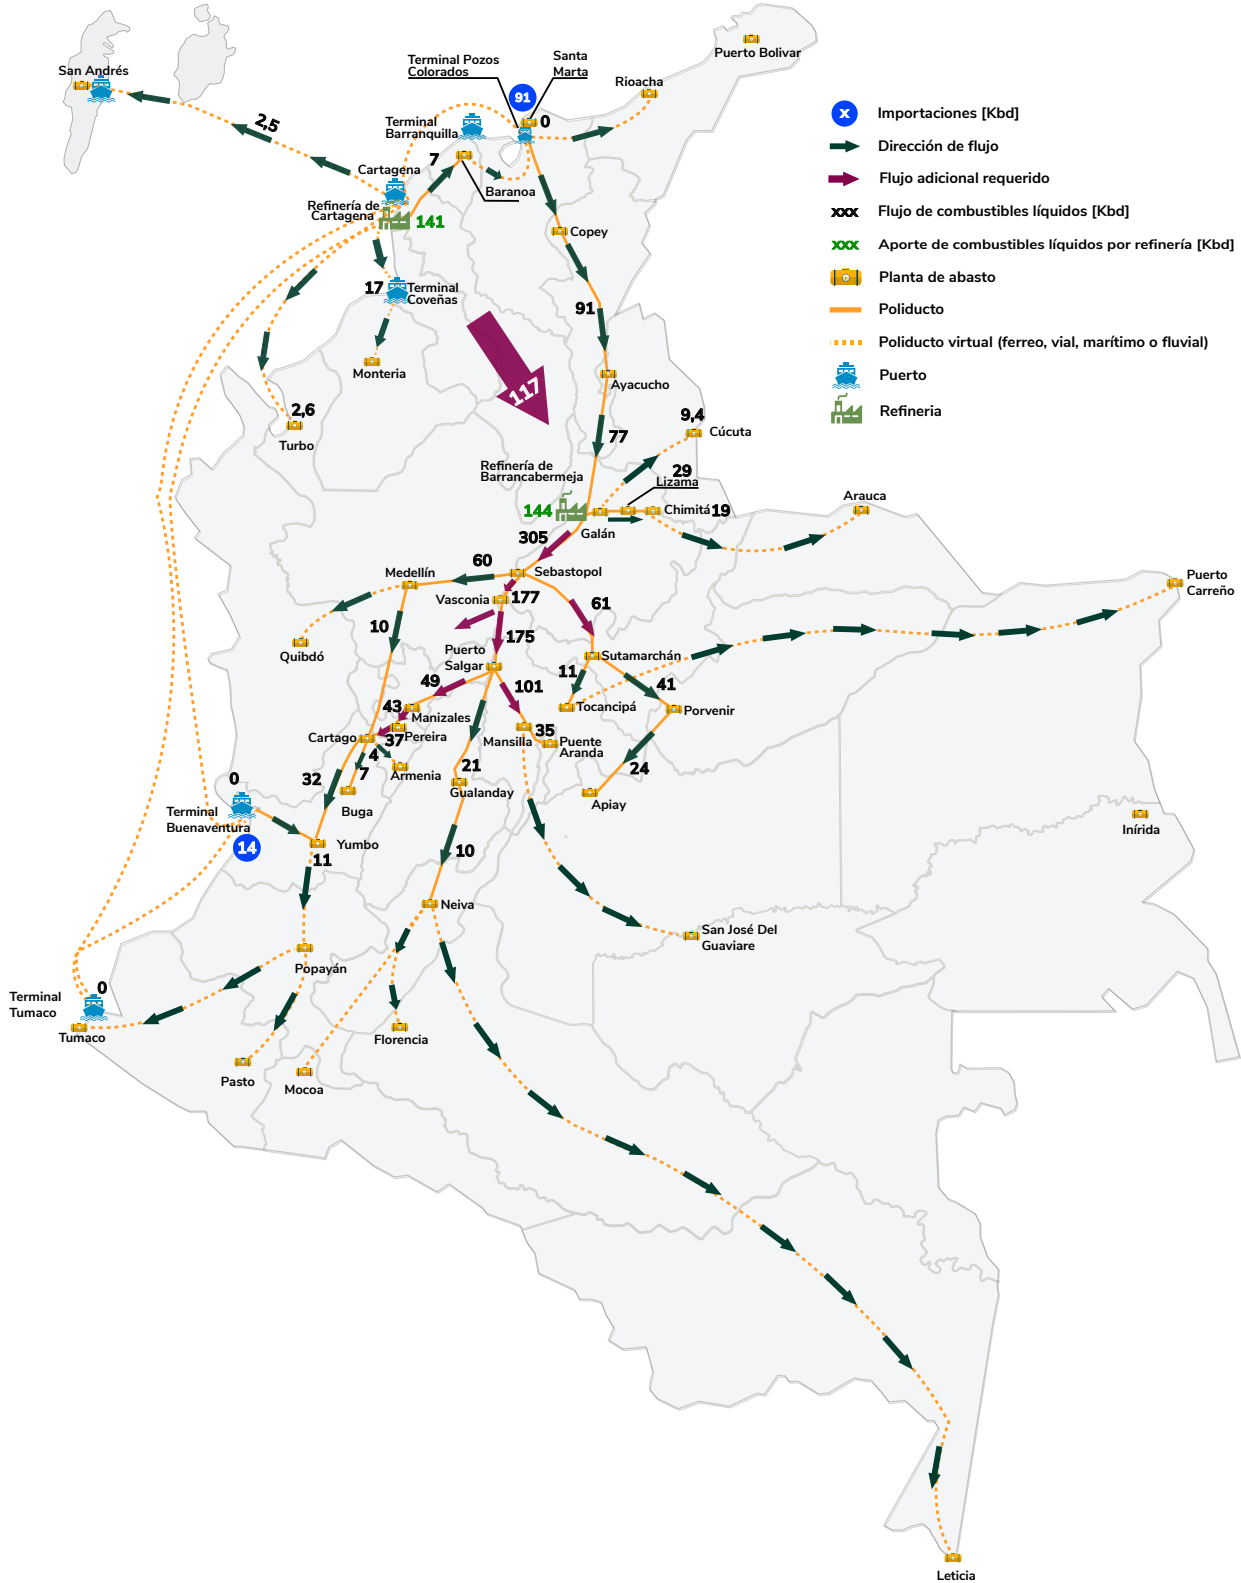 Puerto Bolivar
San Andrés
Terminal Pozos
Colorados
Santa
Marta
Rioacha
91
0
2,5
Terminal
Barranquilla
7
Cartagena
Baranoa
Refinería de
Cartagena
141
Copey
17
Terminal
Coveñas
91
117
Monteria
Ayacucho
2,6
Turbo
77
9,4
Cúcuta
Refinería de
Barrancabermeja
29
Lizama
144
Galán
Chimitá
19
Arauca
305
60
Sebastopol
Medellín
Vasconia
177
61
Puerto
Carreño
10
175
Quibdó
Puerto
Salgar
Sutamarchán
49
101
11
41
43
Manizales
Tocancipá
Porvenir
Cartago
37
Pereira
Mansilla
35
Puente
Aranda
4
7
Armenia
32
21
24
0
Buga
Gualanday
Apiay
Terminal
Buenaventura
14
Yumbo
11
10
Inírida
Neiva
San José Del
Guaviare
Popayán
Terminal
Tumaco
0
Tumaco
Florencia
Pasto
Mocoa
Leticia
X
Importaciones [Kbd]
Dirección de flujo
Flujo adicional requerido
xxx
Flujo de combustibles líquidos [Kbd]
xxx
Aporte de combustibles líquidos por refinería [Kbd]
Planta de abasto
Poliducto
Poliducto virtual (ferreo, vial, marítimo o fluvial)
Puerto
Refineria